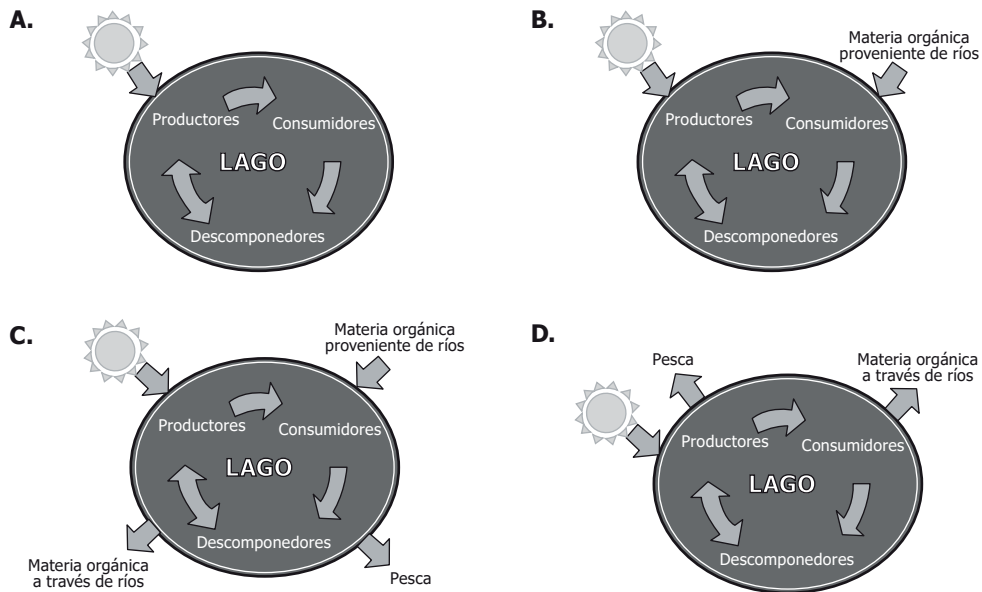 A.
Productores
Consumidores
LAGO
Descomponedores
B.
Materia orgánica
proveniente de ríos
Productores
Consumidores
LAGO
Descomponedores
C.
Materia orgánica
proveniente de ríos
Productores
Consumidores
LAGO
Descomponedores
Materia orgánica
a través de ríos
Pesca
D.
Pesca
Materia orgánica
a través de ríos
Productores
Consumidores
LAGO
Descomponedores